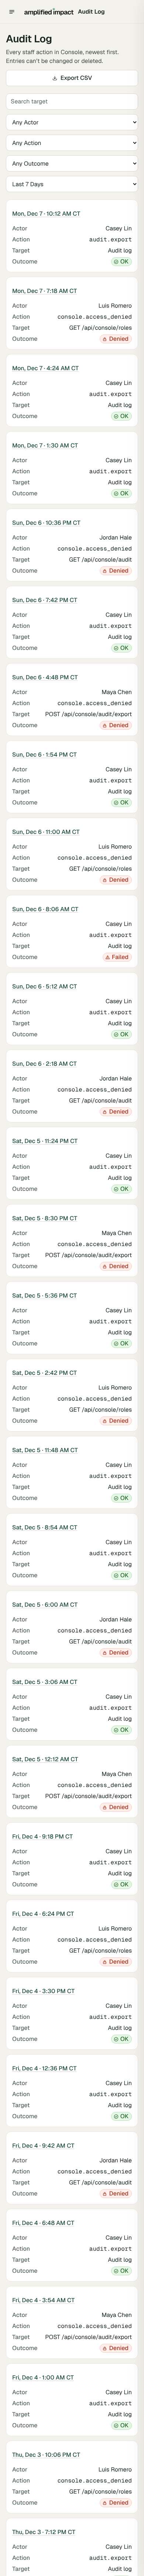 amplified impact Audit Log
Audit Log
Every staff action in Console, newest first.
Entries can't be changed or deleted.
Export CSV
Search target
Any Actor
Any Action
Any Outcome
Last 7 Days
Mon, Dec 7 · 10:12 AM CT
Actor Casey Lin
Action audit.export
Target Audit log
Outcome OK
Mon, Dec 7 · 7:18 AM CT
Actor Luis Romero
Action console.access_denied
Target GET /api/console/roles
Outcome Denied
Mon, Dec 7 · 4:24 AM CT
Actor Casey Lin
Action audit.export
Target Audit log
Outcome OK
Mon, Dec 7 · 1:30 AM CT
Actor Casey Lin
Action audit.export
Target Audit log
Outcome OK
Sun, Dec 6 · 10:36 PM CT
Actor Jordan Hale
Action console.access_denied
Target GET /api/console/audit
Outcome Denied
Sun, Dec 6 · 7:42 PM CT
Actor Casey Lin
Action audit.export
Target Audit log
Outcome OK
Sun, Dec 6 · 4:48 PM CT
Actor Maya Chen
Action console.access_denied
Target POST /api/console/audit/export
Outcome Denied
Sun, Dec 6 · 1:54 PM CT
Actor Casey Lin
Action audit.export
Target Audit log
Outcome OK
Sun, Dec 6 · 11:00 AM CT
Actor Luis Romero
Action console.access_denied
Target GET /api/console/roles
Outcome Denied
Sun, Dec 6 · 8:06 AM CT
Actor Casey Lin
Action audit.export
Target Audit log
Outcome Failed
Sun, Dec 6 · 5:12 AM CT
Actor Casey Lin
Action audit.export
Target Audit log
Outcome OK
Sun, Dec 6 · 2:18 AM CT
Actor Jordan Hale
Action console.access_denied
Target GET /api/console/audit
Outcome Denied
Sat, Dec 5 · 11:24 PM CT
Actor Casey Lin
Action audit.export
Target Audit log
Outcome OK
Sat, Dec 5 · 8:30 PM CT
Actor Maya Chen
Action console.access_denied
Target POST /api/console/audit/export
Outcome Denied
Sat, Dec 5 · 5:36 PM CT
Actor Casey Lin
Action audit.export
Target Audit log
Outcome OK
Sat, Dec 5 · 2:42 PM CT
Actor Luis Romero
Action console.access_denied
Target GET /api/console/roles
Outcome Denied
Sat, Dec 5 · 11:48 AM CT
Actor Casey Lin
Action audit.export
Target Audit log
Outcome OK
Sat, Dec 5 · 8:54 AM CT
Actor Casey Lin
Action audit.export
Target Audit log
Outcome OK
Sat, Dec 5 · 6:00 AM CT
Actor Jordan Hale
Action console.access_denied
Target GET /api/console/audit
Outcome Denied
Sat, Dec 5 · 3:06 AM CT
Actor Casey Lin
Action audit.export
Target Audit log
Outcome OK
Sat, Dec 5 · 12:12 AM CT
Actor Maya Chen
Action console.access_denied
Target POST /api/console/audit/export
Outcome Denied
Fri, Dec 4 · 9:18 PM CT
Actor Casey Lin
Action audit.export
Target Audit log
Outcome OK
Fri, Dec 4 · 6:24 PM CT
Actor Luis Romero
Action console.access_denied
Target GET /api/console/roles
Outcome Denied
Fri, Dec 4 · 3:30 PM CT
Actor Casey Lin
Action audit.export
Target Audit log
Outcome OK
Fri, Dec 4 · 12:36 PM CT
Actor Casey Lin
Action audit.export
Target Audit log
Outcome OK
Fri, Dec 4 · 9:42 AM CT
Actor Jordan Hale
Action console.access_denied
Target GET /api/console/audit
Outcome Denied
Fri, Dec 4 · 6:48 AM CT
Actor Casey Lin
Action audit.export
Target Audit log
Outcome OK
Fri, Dec 4 · 3:54 AM CT
Actor Maya Chen
Action console.access_denied
Target POST /api/console/audit/export
Outcome Denied
Fri, Dec 4 · 1:00 AM CT
Actor Casey Lin
Action audit.export
Target Audit log
Outcome OK
Thu, Dec 3 · 10:06 PM CT
Actor Luis Romero
Action console.access_denied
Target GET /api/console/roles
Outcome Denied
Thu, Dec 3 · 7:12 PM CT
Actor Casey Lin
Action audit.export
Target Audit log